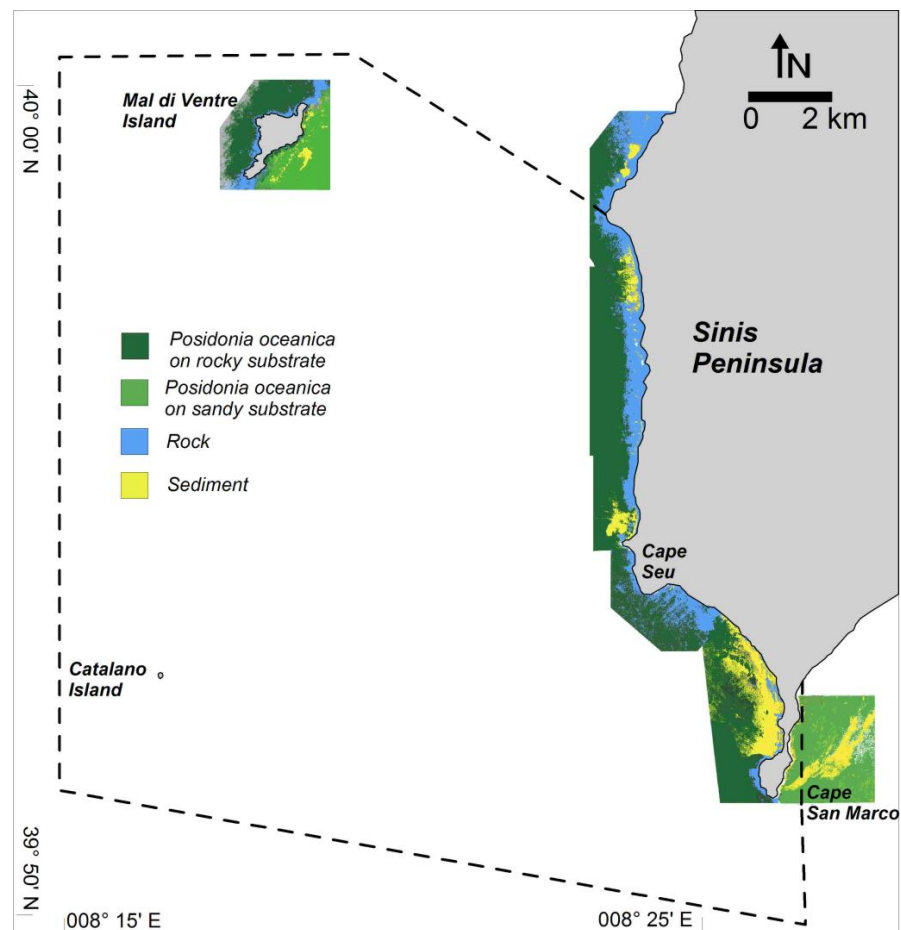 N
0 2 km
Mal di Ventre
Island
40° 00' N
Sinis
Peninsula
Posidonia oceanica
on rocky substrate
Posidonia oceanica
on sandy substrate
Rock
Sediment
Cape
Seu
Catalano
Island
Cape
San Marco
39° 50' N
008° 15' E
008° 25' E